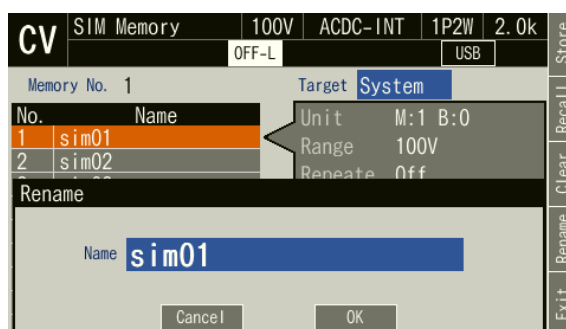 CV
SIM Memory
100V
ACDC-INT
1P2W
2.0k
OFF-L
USB
Memory No. 1
Target System
No. Name
1 sim01
2 sim02
Unit M:1 B:0
Range 100V
Repeate Off
Rename
Name sim01
Cancel
OK
Store
Recall
Clear
Rename
Exit